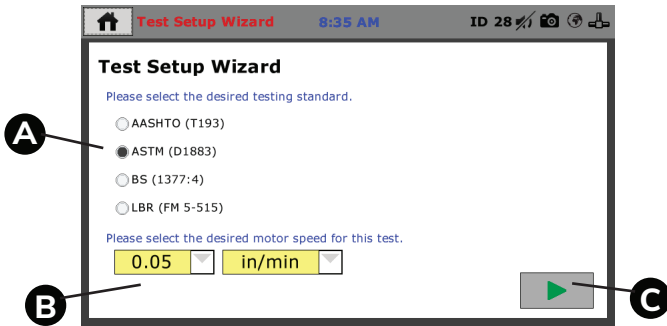 Test Setup Wizard 8:35 AM ID 28
Test Setup Wizard
Please select the desired testing standard.
AASHTO (T193)
A
ASTM (D1883)
BS (1377:4)
LBR (FM 5-515)
Please select the desired motor speed for this test.
0.05 in/min
B
C